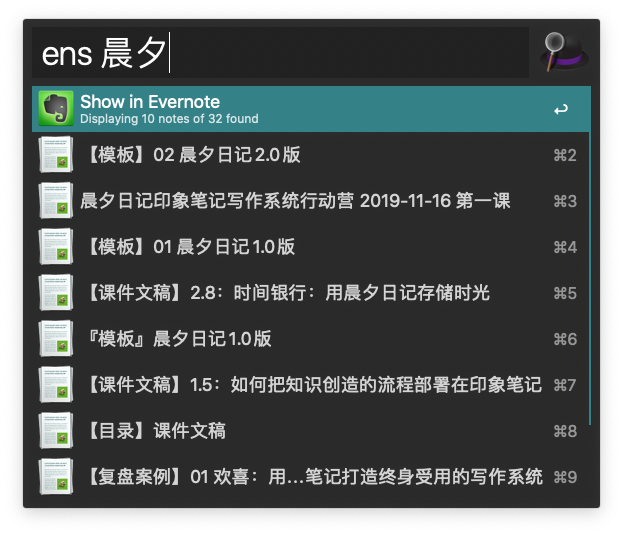 ens 晨夕
Show in Evernote
Displaying 10 notes of 32 found
↩
【模板】02 晨夕日记2.0版 ⌘2
晨夕日记印象笔记写作系统行动营 2019-11-16 第一课 ⌘3
【模板】01 晨夕日记1.0版 ⌘4
【课件文稿】2.8：时间银行：用晨夕日记存储时光 ⌘5
『模板』晨夕日记1.0版 ⌘6
【课件文稿】1.5：如何把知识创造的流程部署在印象笔记 ⌘7
【目录】课件文稿 ⌘8
【复盘案例】01 欢喜：用...笔记打造终身受用的写作系统 ⌘9